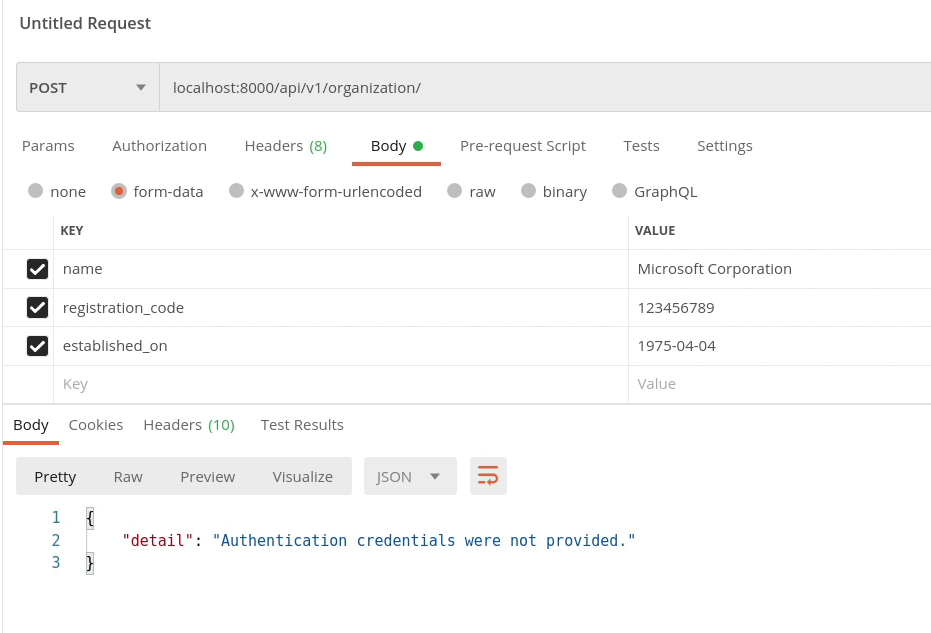 Untitled Request
POST localhost:8000/api/v1/organization/
Params Authorization Headers (8) Body Pre-request Script Tests Settings
none form-data x-www-form-urlencoded raw binary GraphQL
KEY VALUE
name Microsoft Corporation
registration_code 123456789
established_on 1975-04-04
Key Value
Body Cookies Headers (10) Test Results
Pretty Raw Preview Visualize JSON
1 {
2 "detail": "Authentication credentials were not provided."
3 }